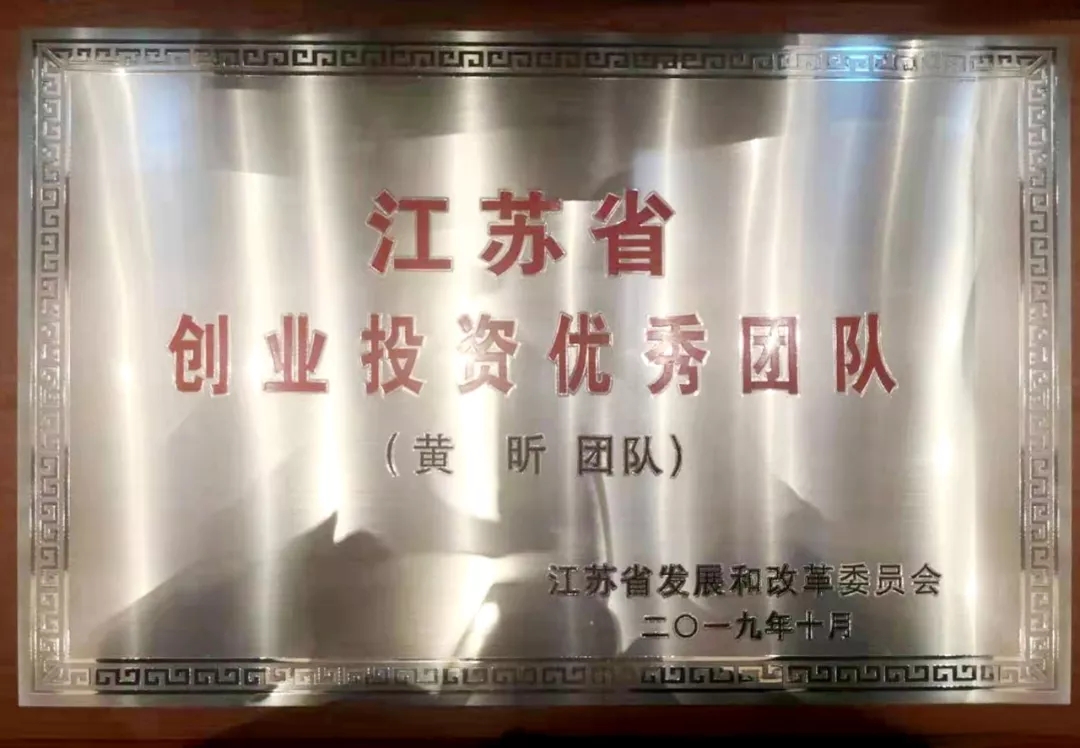 江苏省
创业投资优秀团队
(黄 昕 团队)
江苏省发展和改革委员会
二〇一九年十月